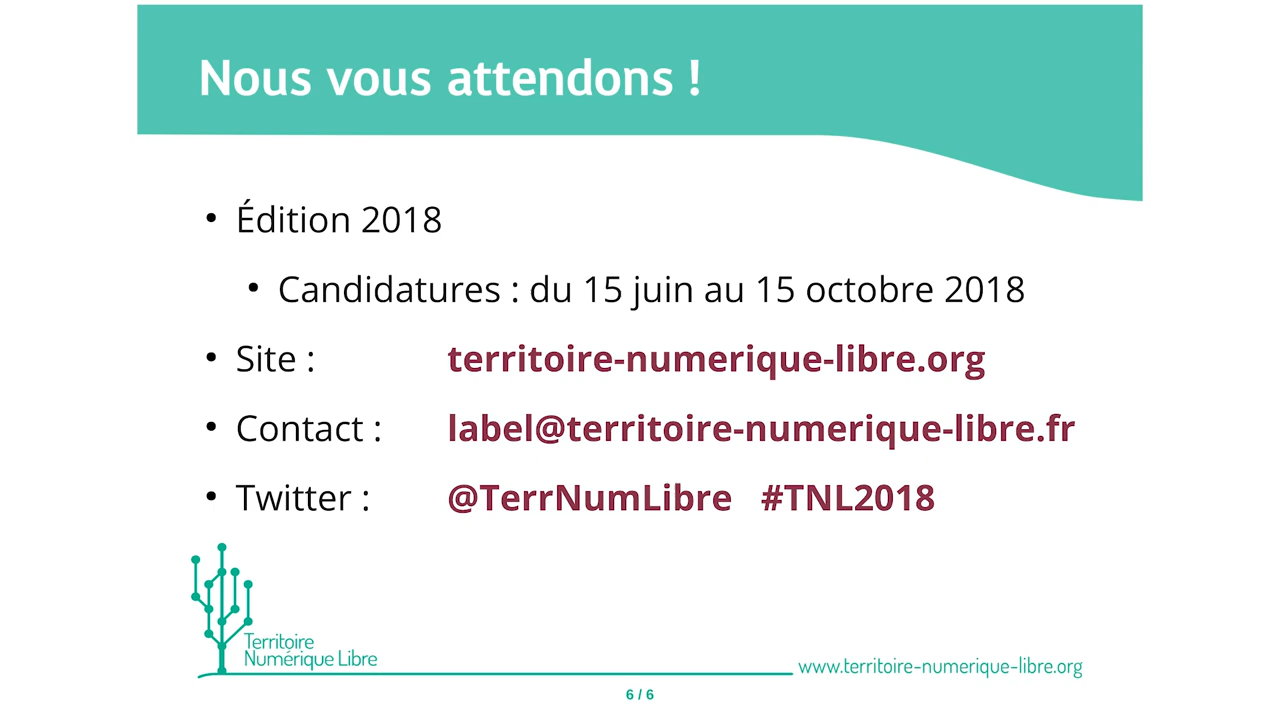 Nous vous attendons !
• Édition 2018
• Candidatures : du 15 juin au 15 octobre 2018
• Site : territoire-numerique-libre.org
• Contact : label@territoire-numerique-libre.fr
• Twitter : @TerrNumLibre #TNL2018
Territoire
Numérique Libre
www.territoire-numerique-libre.org
6 / 6